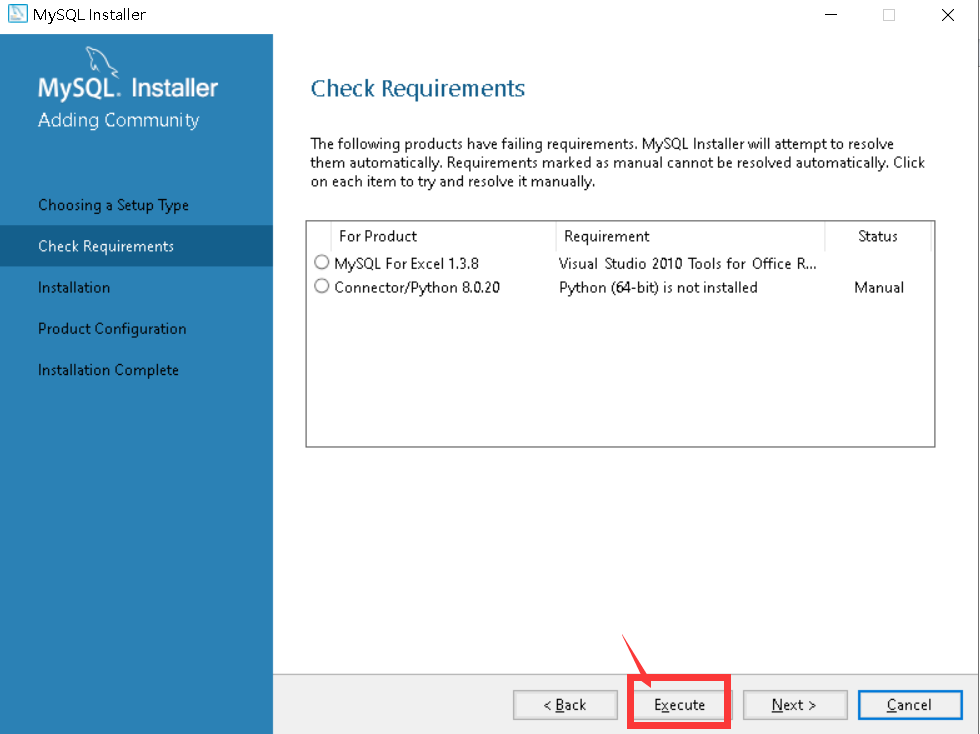 MySQL Installer
MySQL. Installer
Adding Community
Choosing a Setup Type
Check Requirements
Installation
Product Configuration
Installation Complete
Check Requirements
The following products have failing requirements. MySQL Installer will attempt to resolve
them automatically. Requirements marked as manual cannot be resolved automatically. Click
on each item to try and resolve it manually.
For Product Requirement Status
MySQL For Excel 1.3.8 Visual Studio 2010 Tools for Office R...
Connector/Python 8.0.20 Python (64-bit) is not installed Manual
< Back Execute Next > Cancel